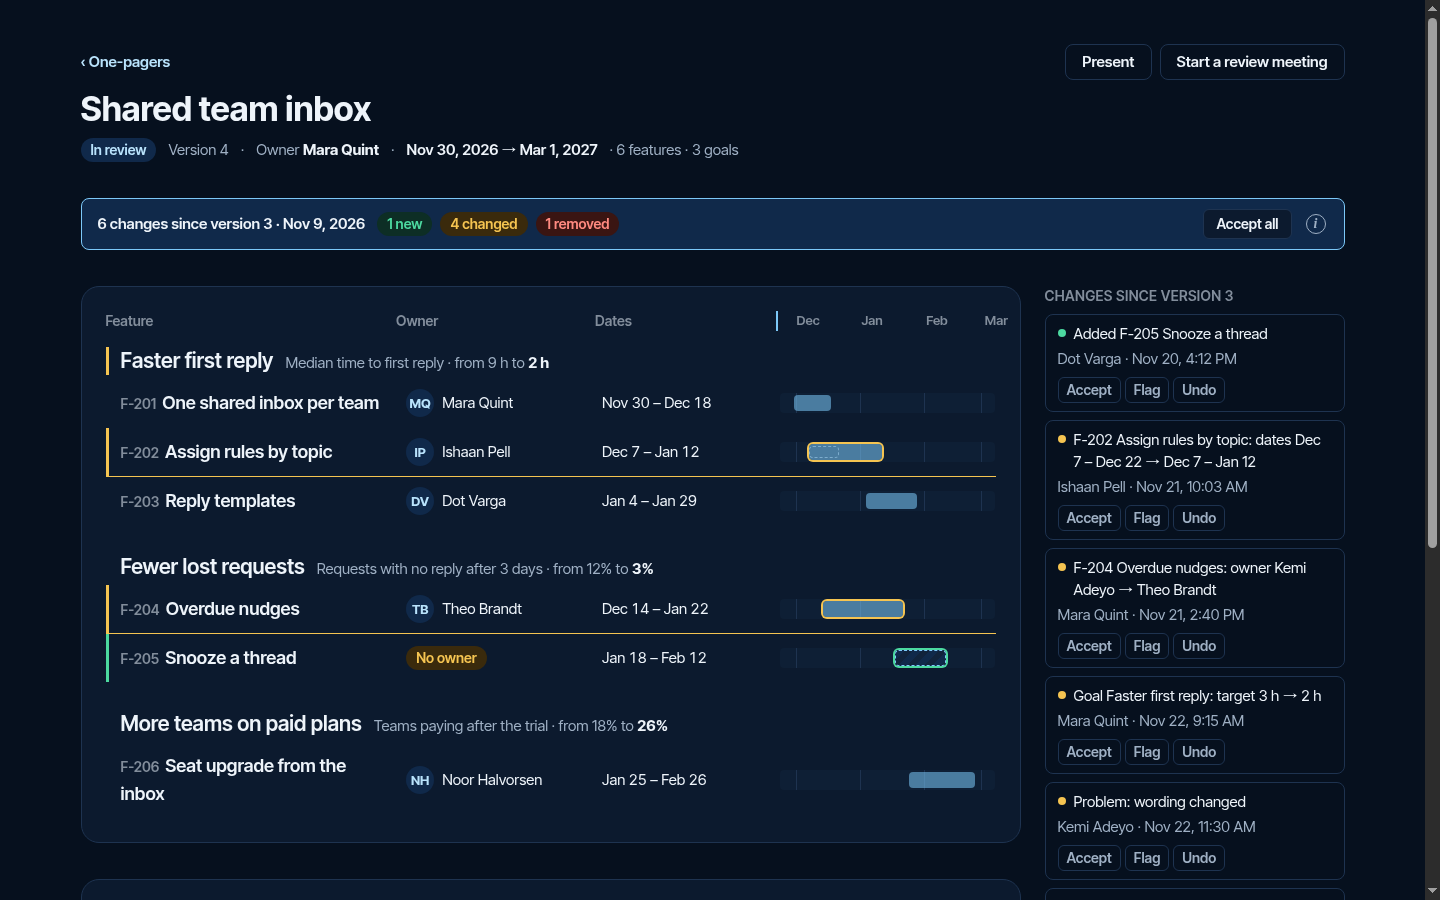 ‹ One-pagers
Present
Start a review meeting
Shared team inbox
In review Version 4 · Owner Mara Quint · Nov 30, 2026 → Mar 1, 2027 · 6 features · 3 goals
6 changes since version 3 · Nov 9, 2026 1 new 4 changed 1 removed
Accept all
i
Feature Owner Dates Dec Jan Feb Mar
Faster first reply Median time to first reply · from 9 h to 2 h
F-201 One shared inbox per team MQ Mara Quint Nov 30 – Dec 18
F-202 Assign rules by topic IP Ishaan Pell Dec 7 – Jan 12
F-203 Reply templates DV Dot Varga Jan 4 – Jan 29
Fewer lost requests Requests with no reply after 3 days · from 12% to 3%
F-204 Overdue nudges TB Theo Brandt Dec 14 – Jan 22
F-205 Snooze a thread No owner Jan 18 – Feb 12
More teams on paid plans Teams paying after the trial · from 18% to 26%
F-206 Seat upgrade from the
inbox
NH Noor Halvorsen Jan 25 – Feb 26
CHANGES SINCE VERSION 3
Added F-205 Snooze a thread
Dot Varga · Nov 20, 4:12 PM
Accept Flag Undo
F-202 Assign rules by topic: dates Dec
7 – Dec 22 → Dec 7 – Jan 12
Ishaan Pell · Nov 21, 10:03 AM
Accept Flag Undo
F-204 Overdue nudges: owner Kemi
Adeyo → Theo Brandt
Mara Quint · Nov 21, 2:40 PM
Accept Flag Undo
Goal Faster first reply: target 3 h → 2 h
Mara Quint · Nov 22, 9:15 AM
Accept Flag Undo
Problem: wording changed
Kemi Adeyo · Nov 22, 11:30 AM
Accept Flag Undo